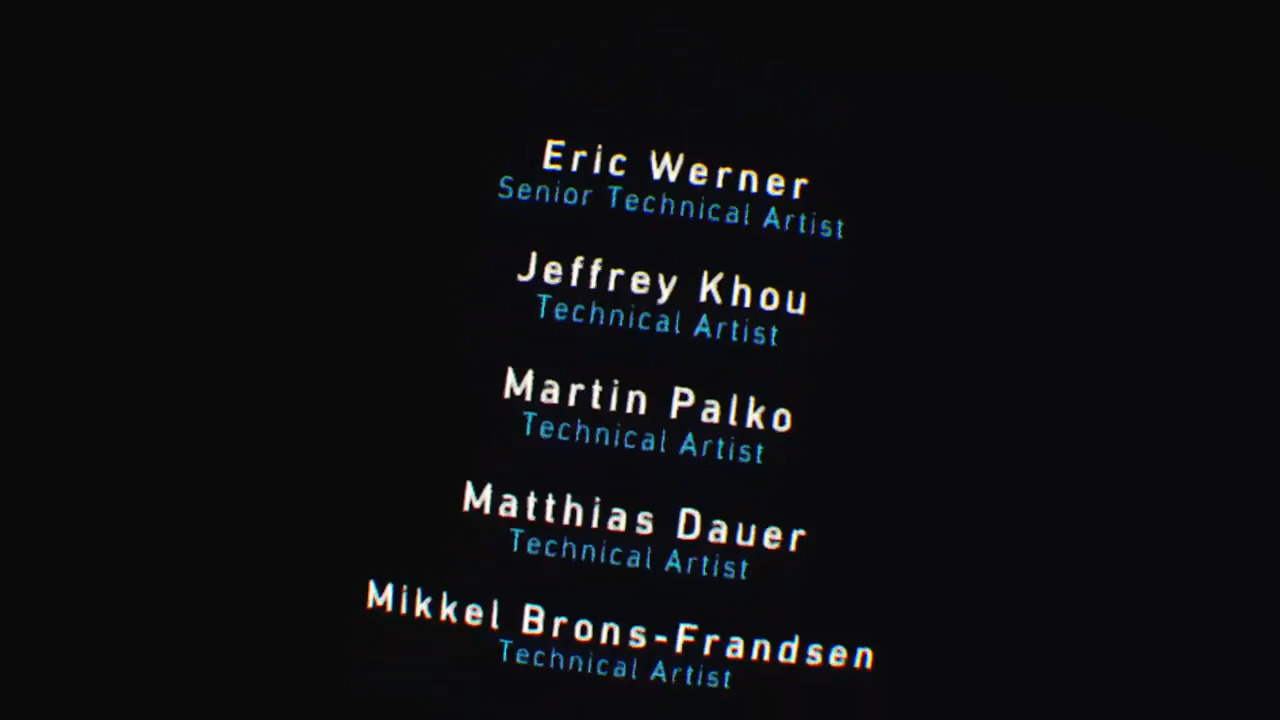 Eric Werner
Senior Technical Artist
Jeffrey Khou
Technical Artist
Martin Palko
Technical Artist
Matthias Dauer
Technical Artist
Mikkel Brons-Frandsen
Technical Artist